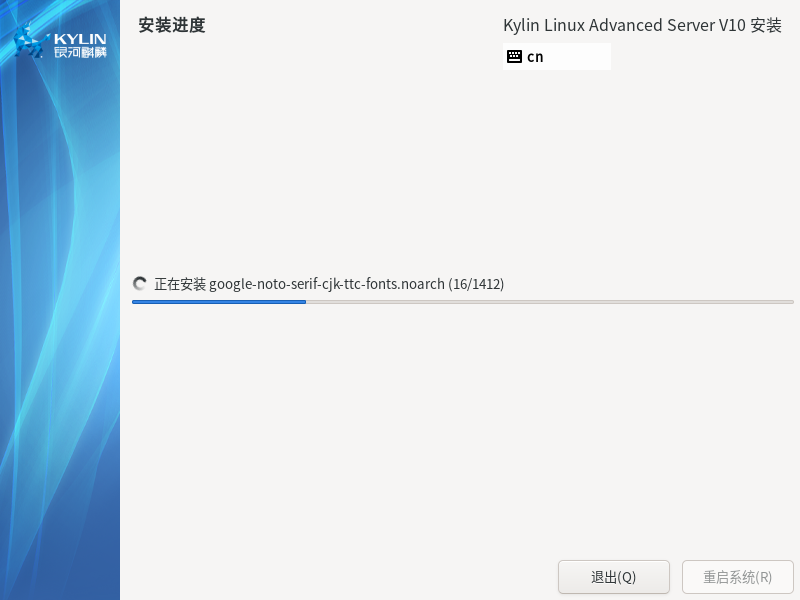 KYLIN
银河麒麟
安装进度
Kylin Linux Advanced Server V10 安装
cn
正在安装 google-noto-serif-cjk-ttc-fonts.noarch (16/1412)
退出(Q)
重启系统(R)